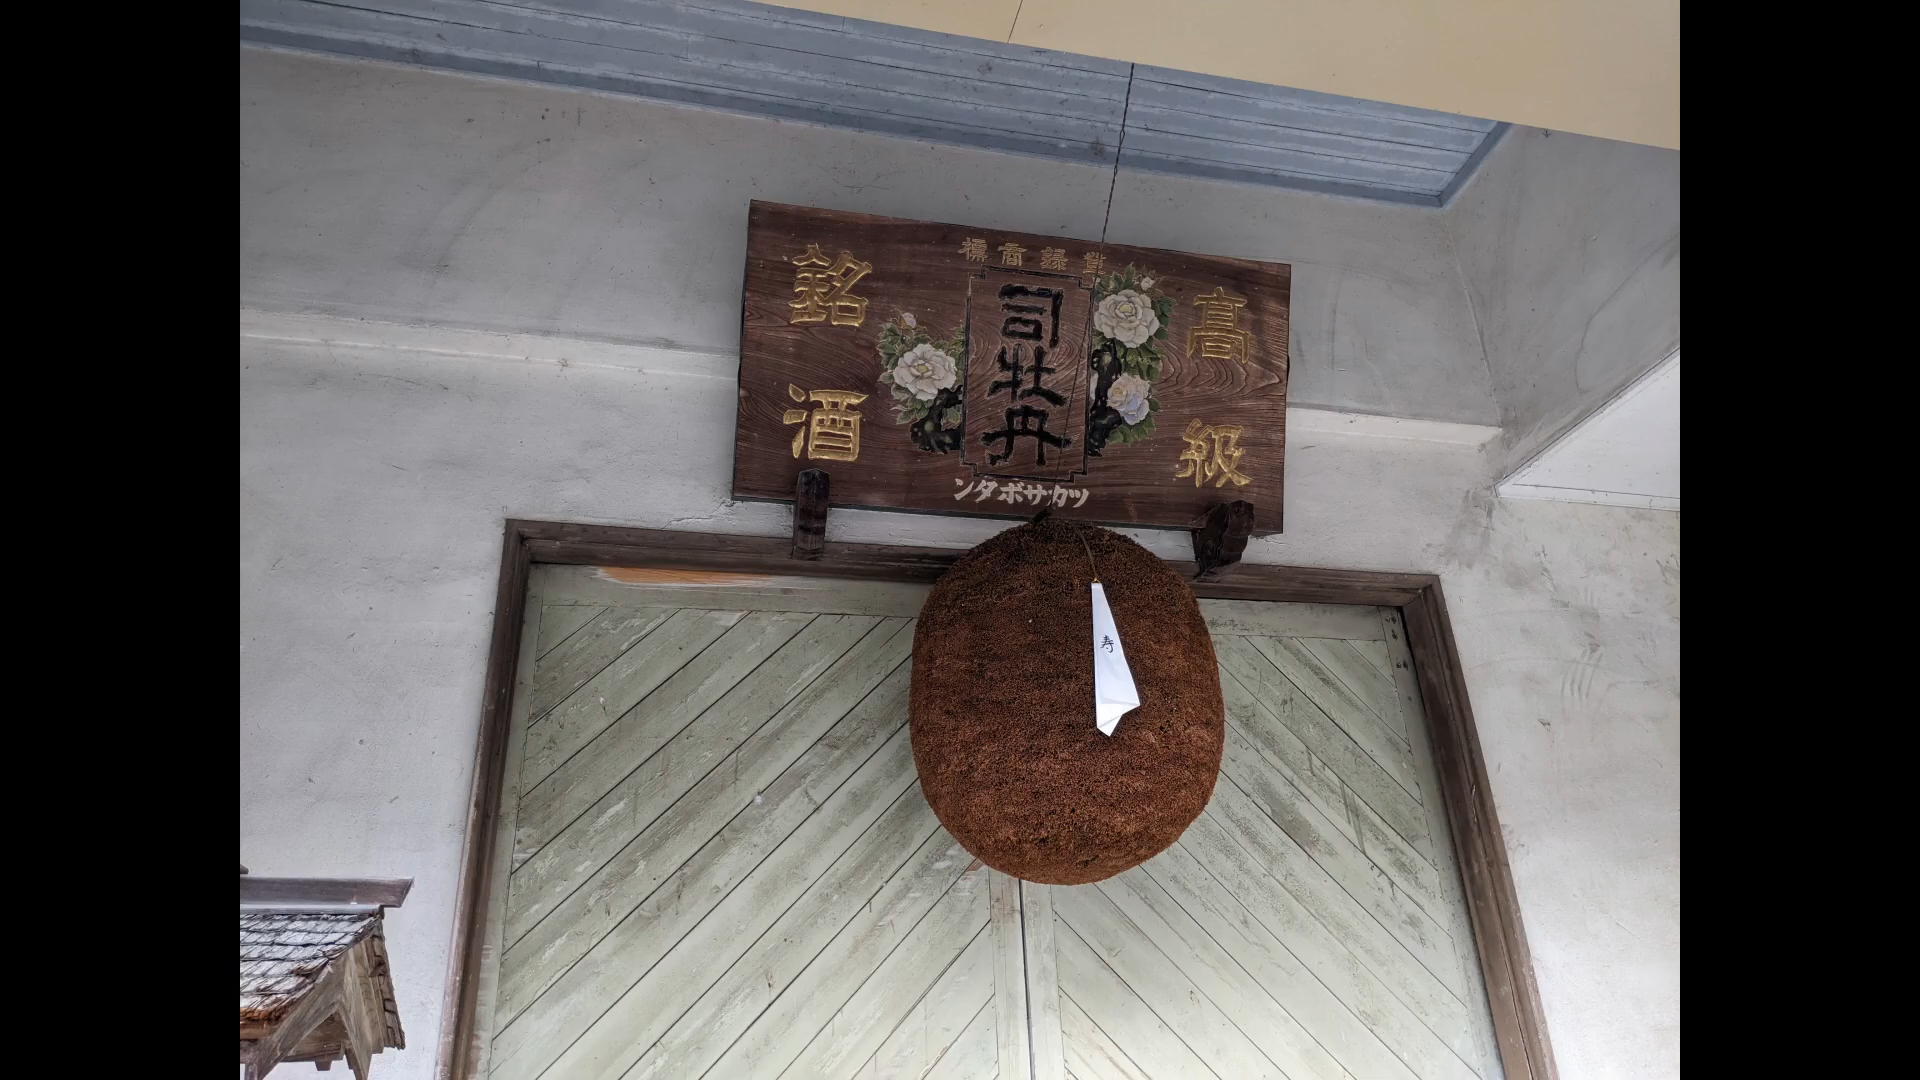 登録商標
高級
司牡丹
銘酒
ツカサボタン
寿